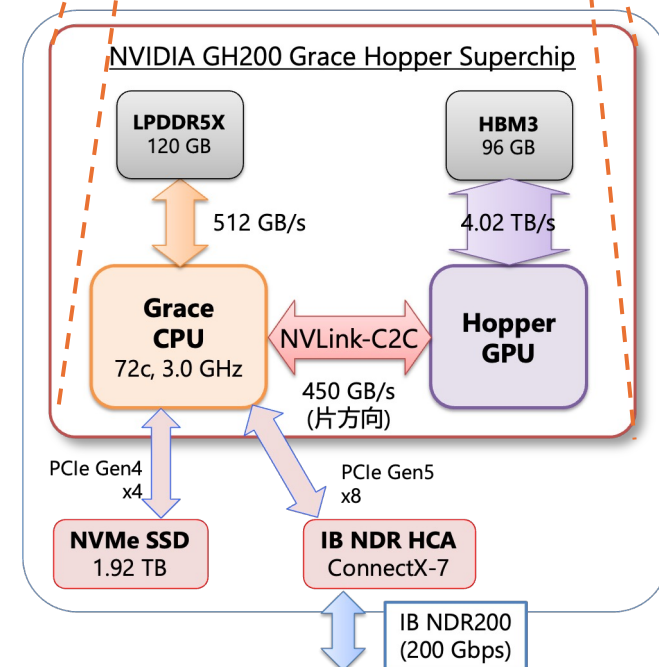 NVIDIA GH200 Grace Hopper Superchip
LPDDR5X
120 GB
HBM3
96 GB
512 GB/s
4.02 TB/s
Grace
CPU
72c, 3.0 GHz
NVLink-C2C
Hopper
GPU
450 GB/s
(片方向)
PCIe Gen4
x4
PCIe Gen5
x8
NVMe SSD
1.92 TB
IB NDR HCA
ConnectX-7
IB NDR200
(200 Gbps)